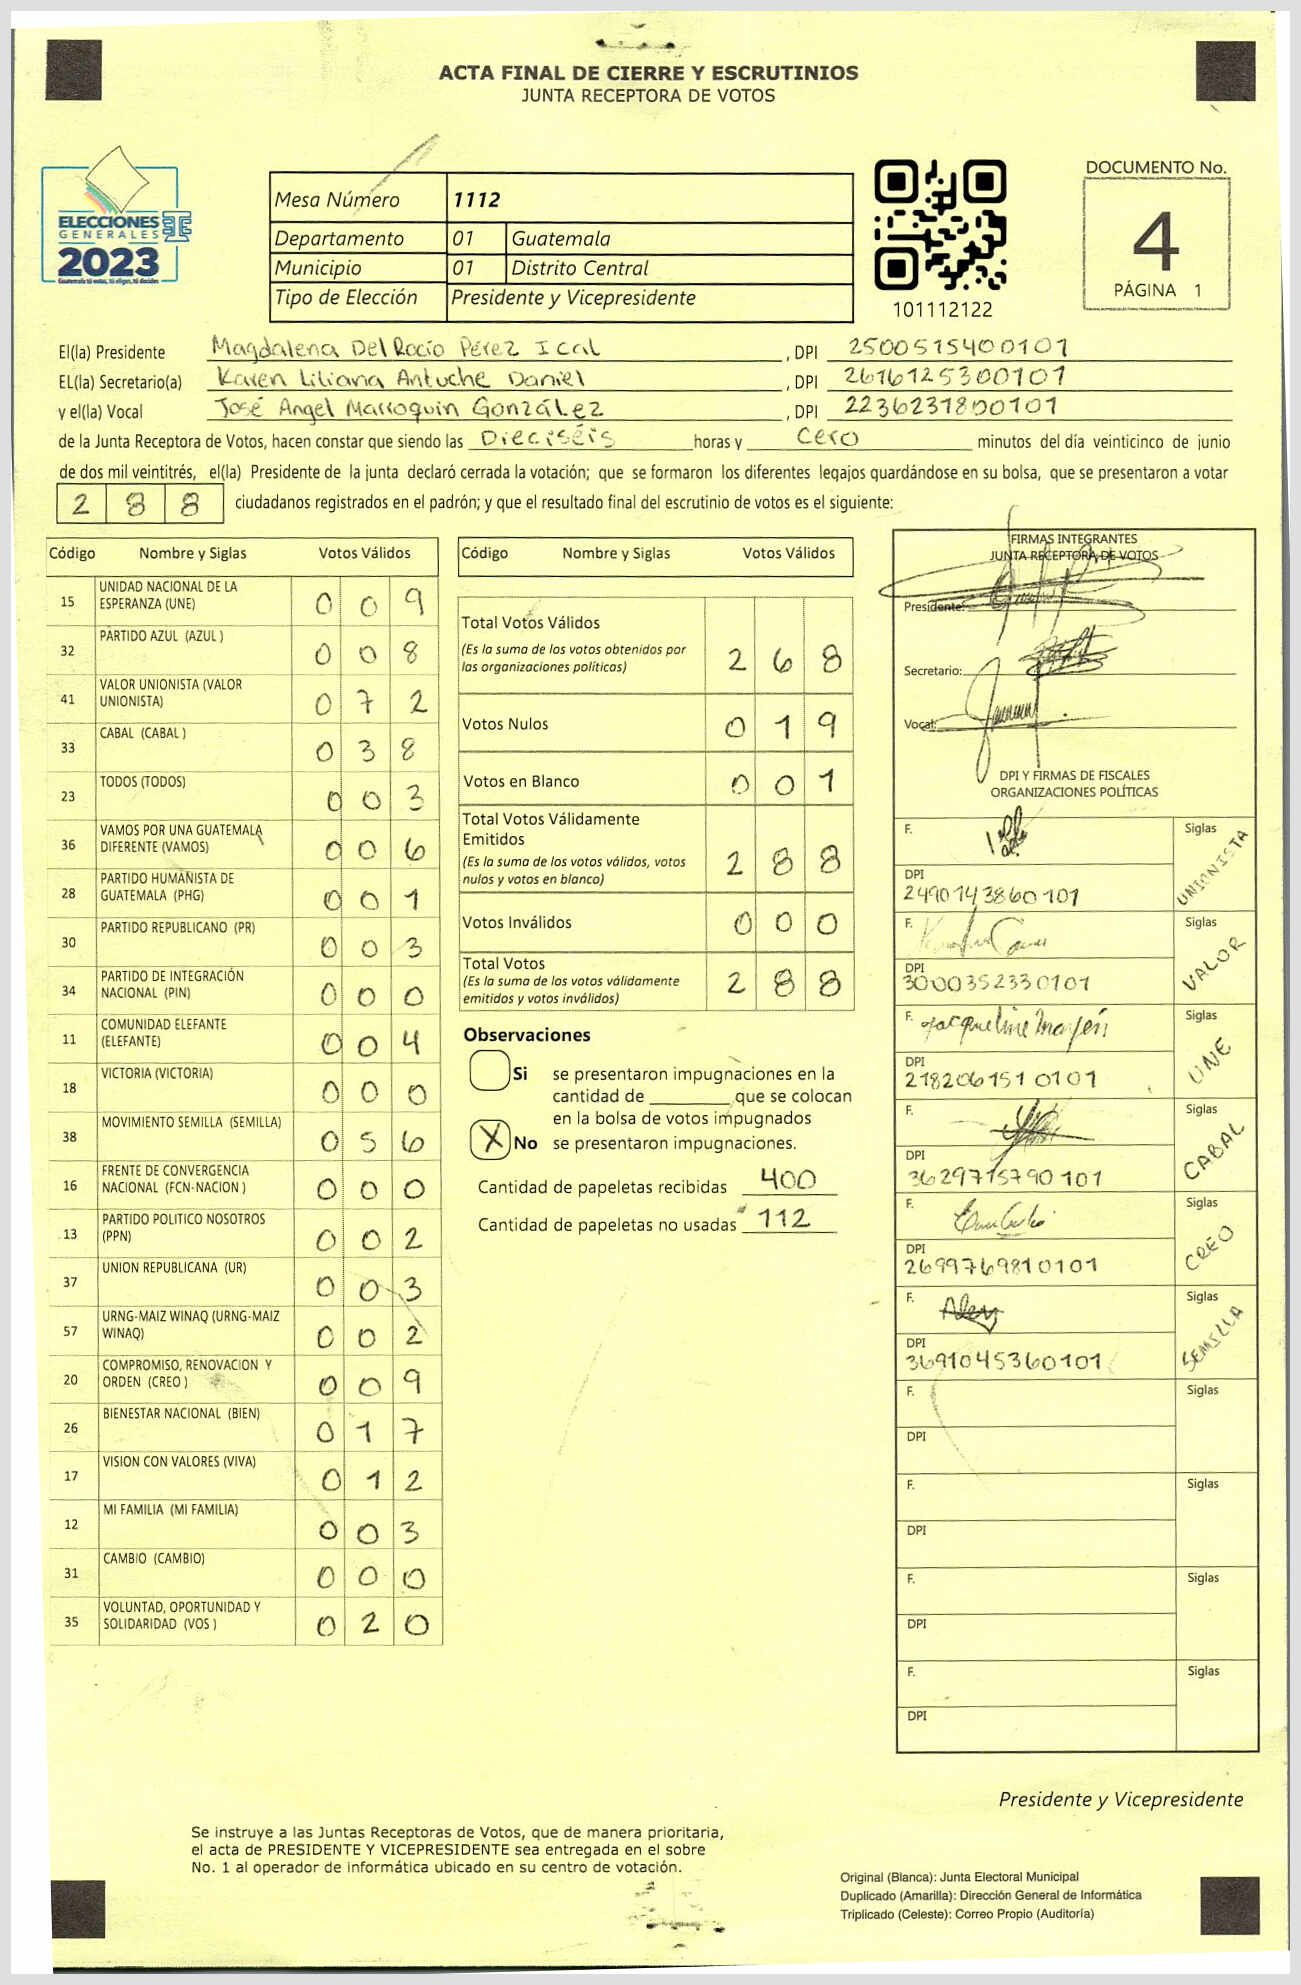 ACTA FINAL DE CIERRE Y ESCRUTINIOS
JUNTA RECEPTORA DE VOTOS
ELECCIONES
GENERALES
2023
Guatemala tú votas, tú eliges, tú decides
Mesa Número 1112
Departamento 01 Guatemala
Municipio 01 Distrito Central
Tipo de Elección Presidente y Vicepresidente
101112122
DOCUMENTO No.
4
PÁGINA 1
El(la) Presidente Magdalena Del Rocío Pérez Ical , DPI 2500515400101
EL(la) Secretario(a) Karen Liliana Antuche Daniel , DPI 2616125300101
y el(la) Vocal José Angel Marroquin González , DPI 2236231800101
de la Junta Receptora de Votos, hacen constar que siendo las Dieciséis horas y Cero minutos del día veinticinco de junio
de dos mil veintitrés, el(la) Presidente de la junta declaró cerrada la votación; que se formaron los diferentes legajos quardándose en su bolsa, que se presentaron a votar
2 8 8 ciudadanos registrados en el padrón; y que el resultado final del escrutinio de votos es el siguiente:
Código Nombre y Siglas Votos Válidos
15 UNIDAD NACIONAL DE LA ESPERANZA (UNE) 0 0 9
32 PARTIDO AZUL (AZUL ) 0 0 8
41 VALOR UNIONISTA (VALOR UNIONISTA) 0 7 2
33 CABAL (CABAL ) 0 3 8
23 TODOS (TODOS) 0 0 3
36 VAMOS POR UNA GUATEMALA DIFERENTE (VAMOS) 0 0 6
28 PARTIDO HUMANISTA DE GUATEMALA (PHG) 0 0 1
30 PARTIDO REPUBLICANO (PR) 0 0 3
34 PARTIDO DE INTEGRACIÓN NACIONAL (PIN) 0 0 0
11 COMUNIDAD ELEFANTE (ELEFANTE) 0 0 4
18 VICTORIA (VICTORIA) 0 0 0
38 MOVIMIENTO SEMILLA (SEMILLA) 0 5 6
16 FRENTE DE CONVERGENCIA NACIONAL (FCN-NACION ) 0 0 0
13 PARTIDO POLITICO NOSOTROS (PPN) 0 0 2
37 UNION REPUBLICANA (UR) 0 0 3
57 URNG-MAIZ WINAQ (URNG-MAIZ WINAQ) 0 0 2
20 COMPROMISO, RENOVACION Y ORDEN (CREO ) 0 0 9
26 BIENESTAR NACIONAL (BIEN) 0 1 7
17 VISION CON VALORES (VIVA) 0 1 2
12 MI FAMILIA (MI FAMILIA) 0 0 3
31 CAMBIO (CAMBIO) 0 0 0
35 VOLUNTAD, OPORTUNIDAD Y SOLIDARIDAD (VOS ) 0 2 0
Código Nombre y Siglas Votos Válidos
Total Votos Válidos
(Es la suma de los votos obtenidos por
las organizaciones políticas) 2 6 8
Votos Nulos 0 1 9
Votos en Blanco 0 0 1
Total Votos Válidamente
Emitidos
(Es la suma de los votos válidos, votos
nulos y votos en blanco) 2 8 8
Votos Inválidos 0 0 0
Total Votos
(Es la suma de los votos válidamente
emitidos y votos inválidos) 2 8 8
Observaciones
Si se presentaron impugnaciones en la
cantidad de ________ ,que se colocan
en la bolsa de votos impugnados
X No se presentaron impugnaciones.
Cantidad de papeletas recibidas 400
Cantidad de papeletas no usadas 112
FIRMAS INTEGRANTES
JUNTA RECEPTORA DE VOTOS
Presidente:
Secretario:
Vocal:
DPI Y FIRMAS DE FISCALES
ORGANIZACIONES POLÍTICAS
F. Siglas UNIONISTA
DPI
2490143860101
F. Siglas VALOR
DPI
3000352330101
F. Jacqueline Mayén Siglas UNE
DPI
2182061510101
F. Siglas CABAL
DPI
3629715790101
F. Siglas CREO
DPI
2699769810101
F. Siglas SEMILLA
DPI
3691045360101
F. Siglas
DPI
F. Siglas
DPI
F. Siglas
DPI
F. Siglas
DPI
Presidente y Vicepresidente
Se instruye a las Juntas Receptoras de Votos, que de manera prioritaria,
el acta de PRESIDENTE Y VICEPRESIDENTE sea entregada en el sobre
No. 1 al operador de informática ubicado en su centro de votación.
Original (Blanca): Junta Electoral Municipal
Duplicado (Amarilla): Dirección General de Informática
Triplicado (Celeste): Correo Propio (Auditoría)